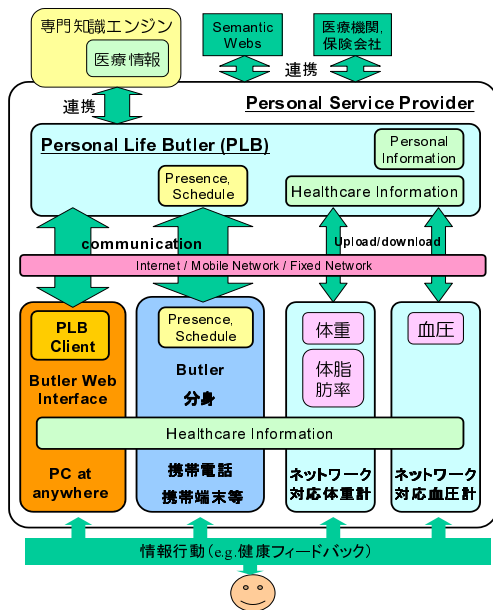 専門知識エンジン
医療情報
Semantic
Webs
医療機関,
保険会社
連携
連携
Personal Service Provider
Personal Life Butler (PLB)
Personal
Information
Presence,
Schedule
Healthcare Information
communication
Upload/download
Internet / Mobile Network / Fixed Network
PLB
Client
Butler Web
Interface
PC at
anywhere
Presence,
Schedule
Butler
分身
携帯電話
携帯端末等
体重
体脂
肪率
ネットワーク
対応体重計
血圧
ネットワーク
対応血圧計
Healthcare Information
情報行動(e.g.健康フィードバック)